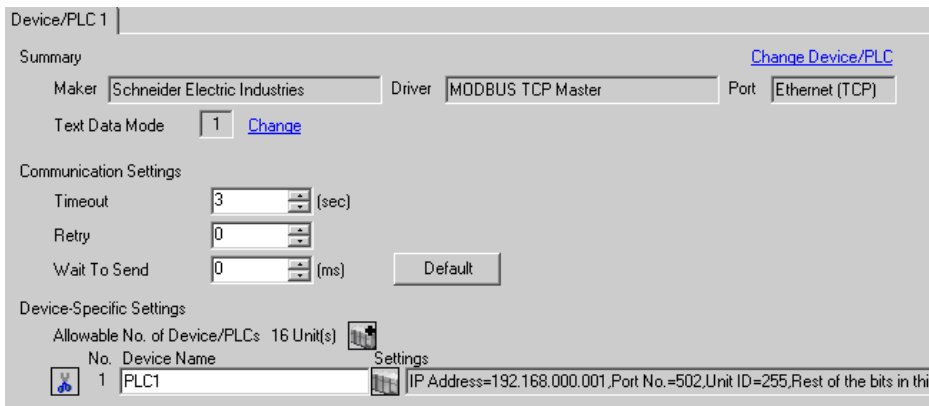 Device/PLC 1
Summary
Change Device/PLC
Maker Schneider Electric Industries Driver MODBUS TCP Master Port Ethernet (TCP)
Text Data Mode 1 Change
Communication Settings
Timeout 3 (sec)
Retry 0
Wait To Send 0 (ms) Default
Device-Specific Settings
Allowable No. of Device/PLCs 16 Unit(s)
No. Device Name Settings
1 PLC1 IP Address=192.168.000.001,Port No.=502,Unit ID=255,Rest of the bits in thi